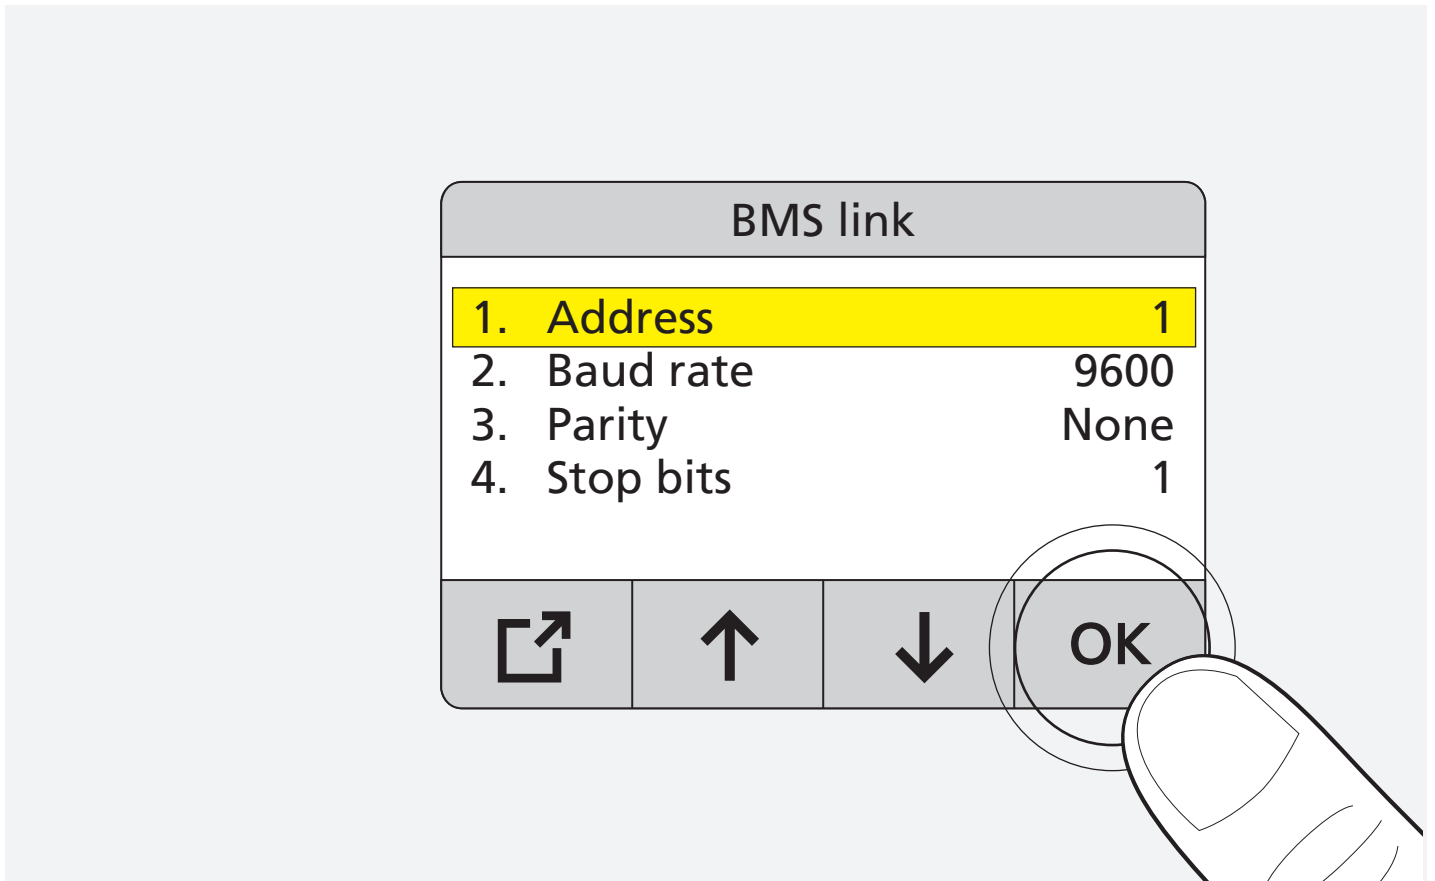 BMS link
1. Address 1
2. Baud rate 9600
3. Parity None
4. Stop bits 1
OK